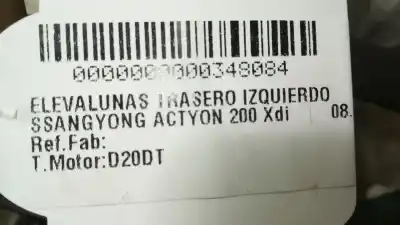 0000000000348084
ELEVALUNAS TRASERO IZQUIERDO
SSANGYONG ACTYON 200 Xdi 08.
Ref.Fab:
T.Motor:D20DT